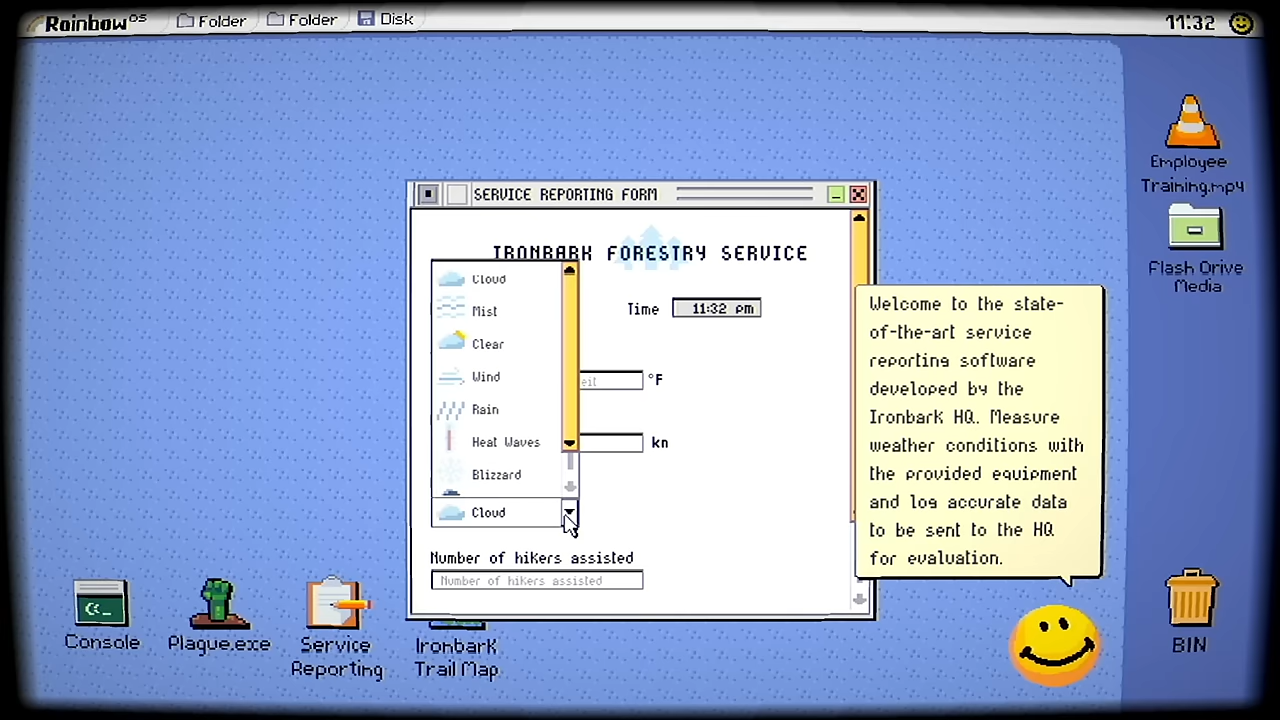 RainbowOS
Folder
Folder
Disk
11:32
Employee
Training.mp4
Flash Drive
Media
SERVICE REPORTING FORM
IRONBARK FORESTRY SERVICE
Time
11:32 pm
°F
kn
Cloud
Mist
Clear
Wind
Rain
Heat Waves
Blizzard
Cloud
Number of hikers assisted
Number of hikers assisted
Welcome to the state-
of-the-art service
reporting software
developed by the
Ironbark HQ. Measure
weather conditions with
the provided equipment
and log accurate data
to be sent to the HQ
for evaluation.
Console
Plague.exe
Service
Reporting
Ironbark
Trail Map
BIN